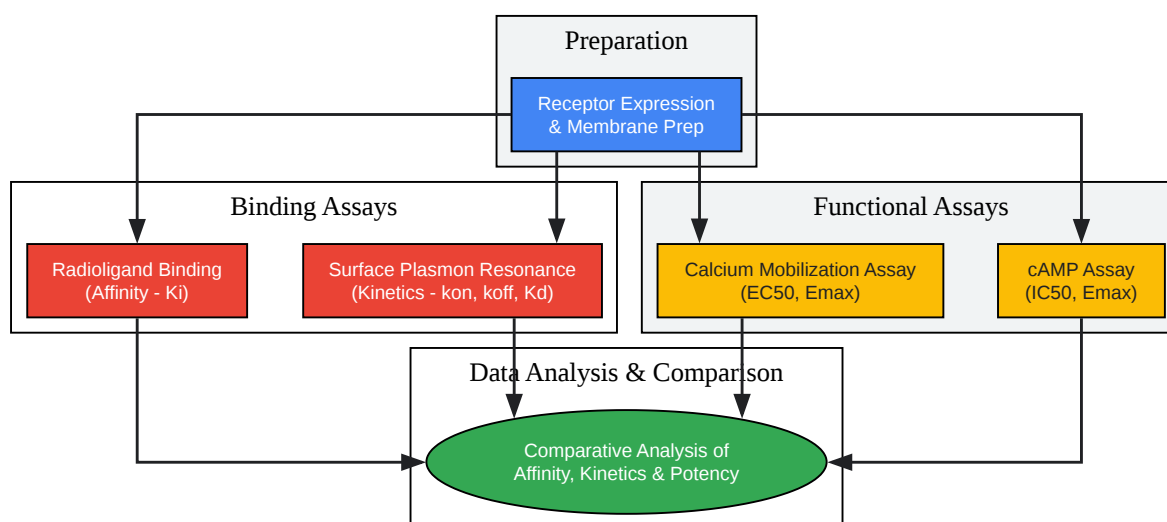 Preparation
Receptor Expression
& Membrane Prep
Binding Assays
Functional Assays
Radioligand Binding
(Affinity - Ki)
Surface Plasmon Resonance
(Kinetics - kon, koff, Kd)
Calcium Mobilization Assay
(EC50, Emax)
cAMP Assay
(IC50, Emax)
Data Analysis & Comparison
Comparative Analysis of
Affinity, Kinetics & Potency